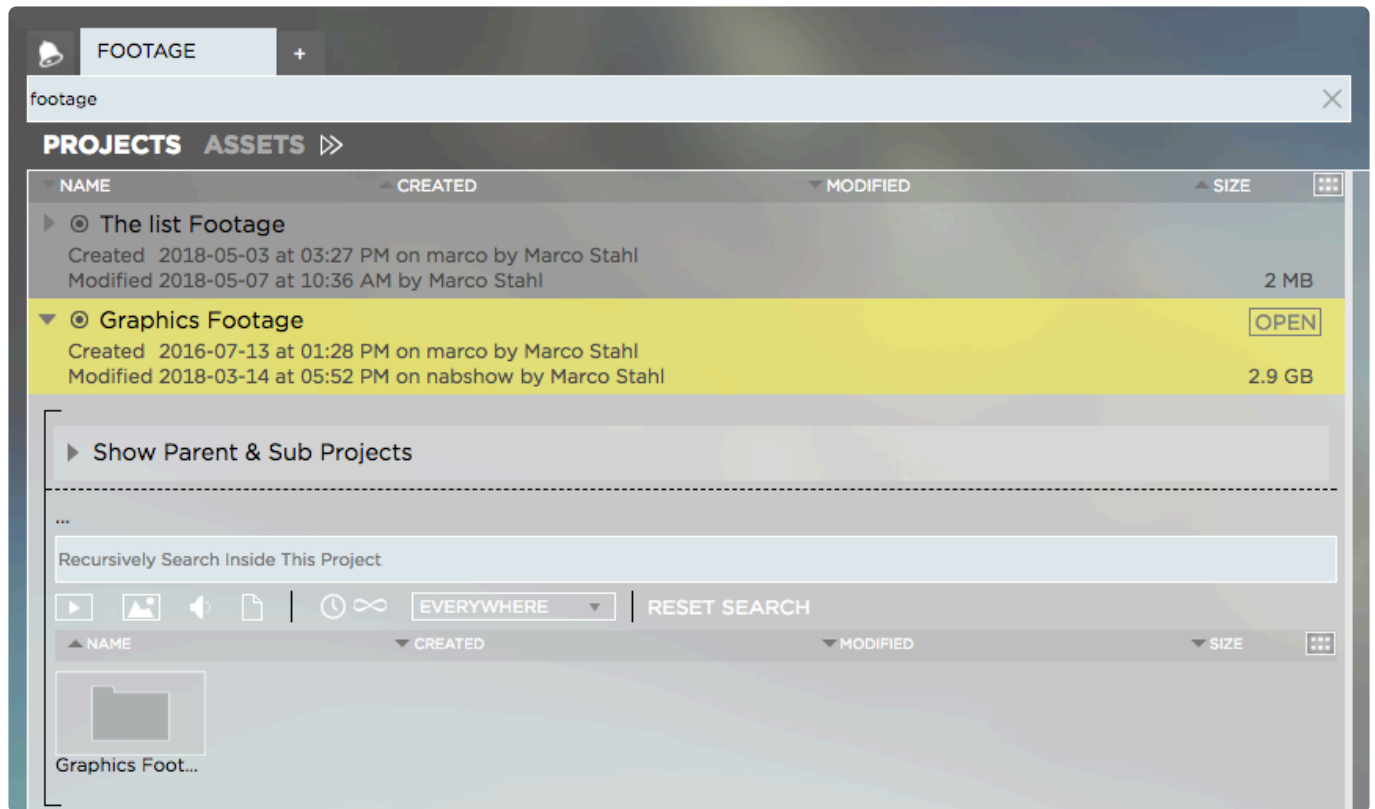 FOOTAGE +
footage
PROJECTS ASSETS
NAME CREATED MODIFIED SIZE
The list Footage
Created 2018-05-03 at 03:27 PM on marco by Marco Stahl
Modified 2018-05-07 at 10:36 AM by Marco Stahl 2 MB
Graphics Footage OPEN
Created 2016-07-13 at 01:28 PM on marco by Marco Stahl
Modified 2018-03-14 at 05:52 PM on nabshow by Marco Stahl 2.9 GB
Show Parent & Sub Projects
...
Recursively Search Inside This Project
EVERYWHERE RESET SEARCH
NAME CREATED MODIFIED SIZE
Graphics Foot...